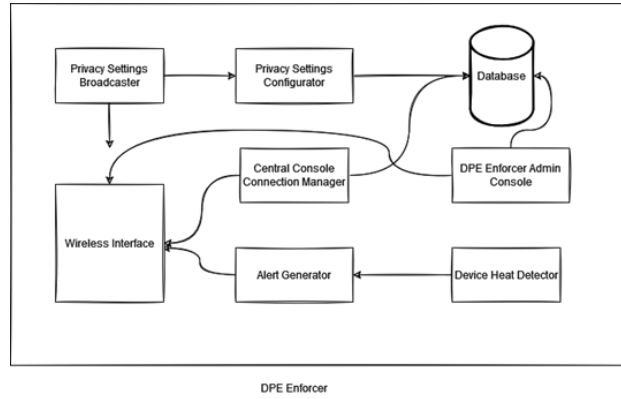 Privacy Settings
Broadcaster
Privacy Settings
Configurator
Database
Central Console
Connection Manager
DPE Enforcer Admin
Console
Wireless Interface
Alert Generator
Device Heat Detector
DPE Enforcer